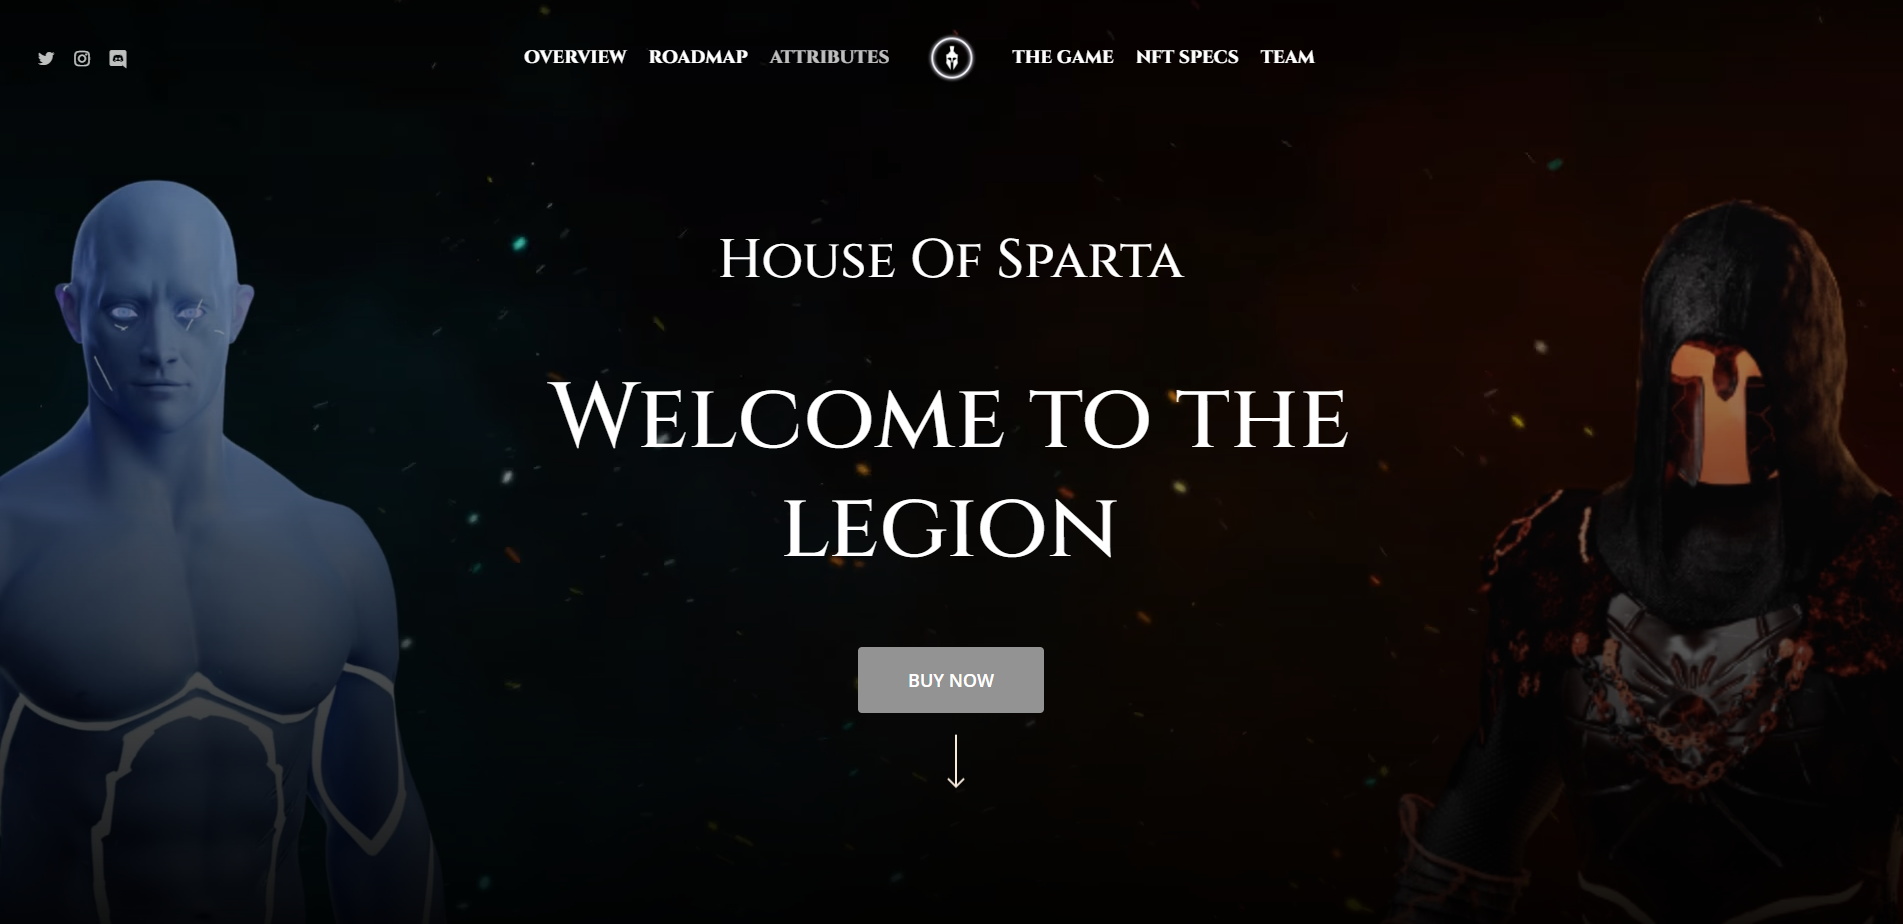 OVERVIEW ROADMAP ATTRIBUTES THE GAME NFT SPECS TEAM
House Of Sparta
Welcome to the
legion
BUY NOW